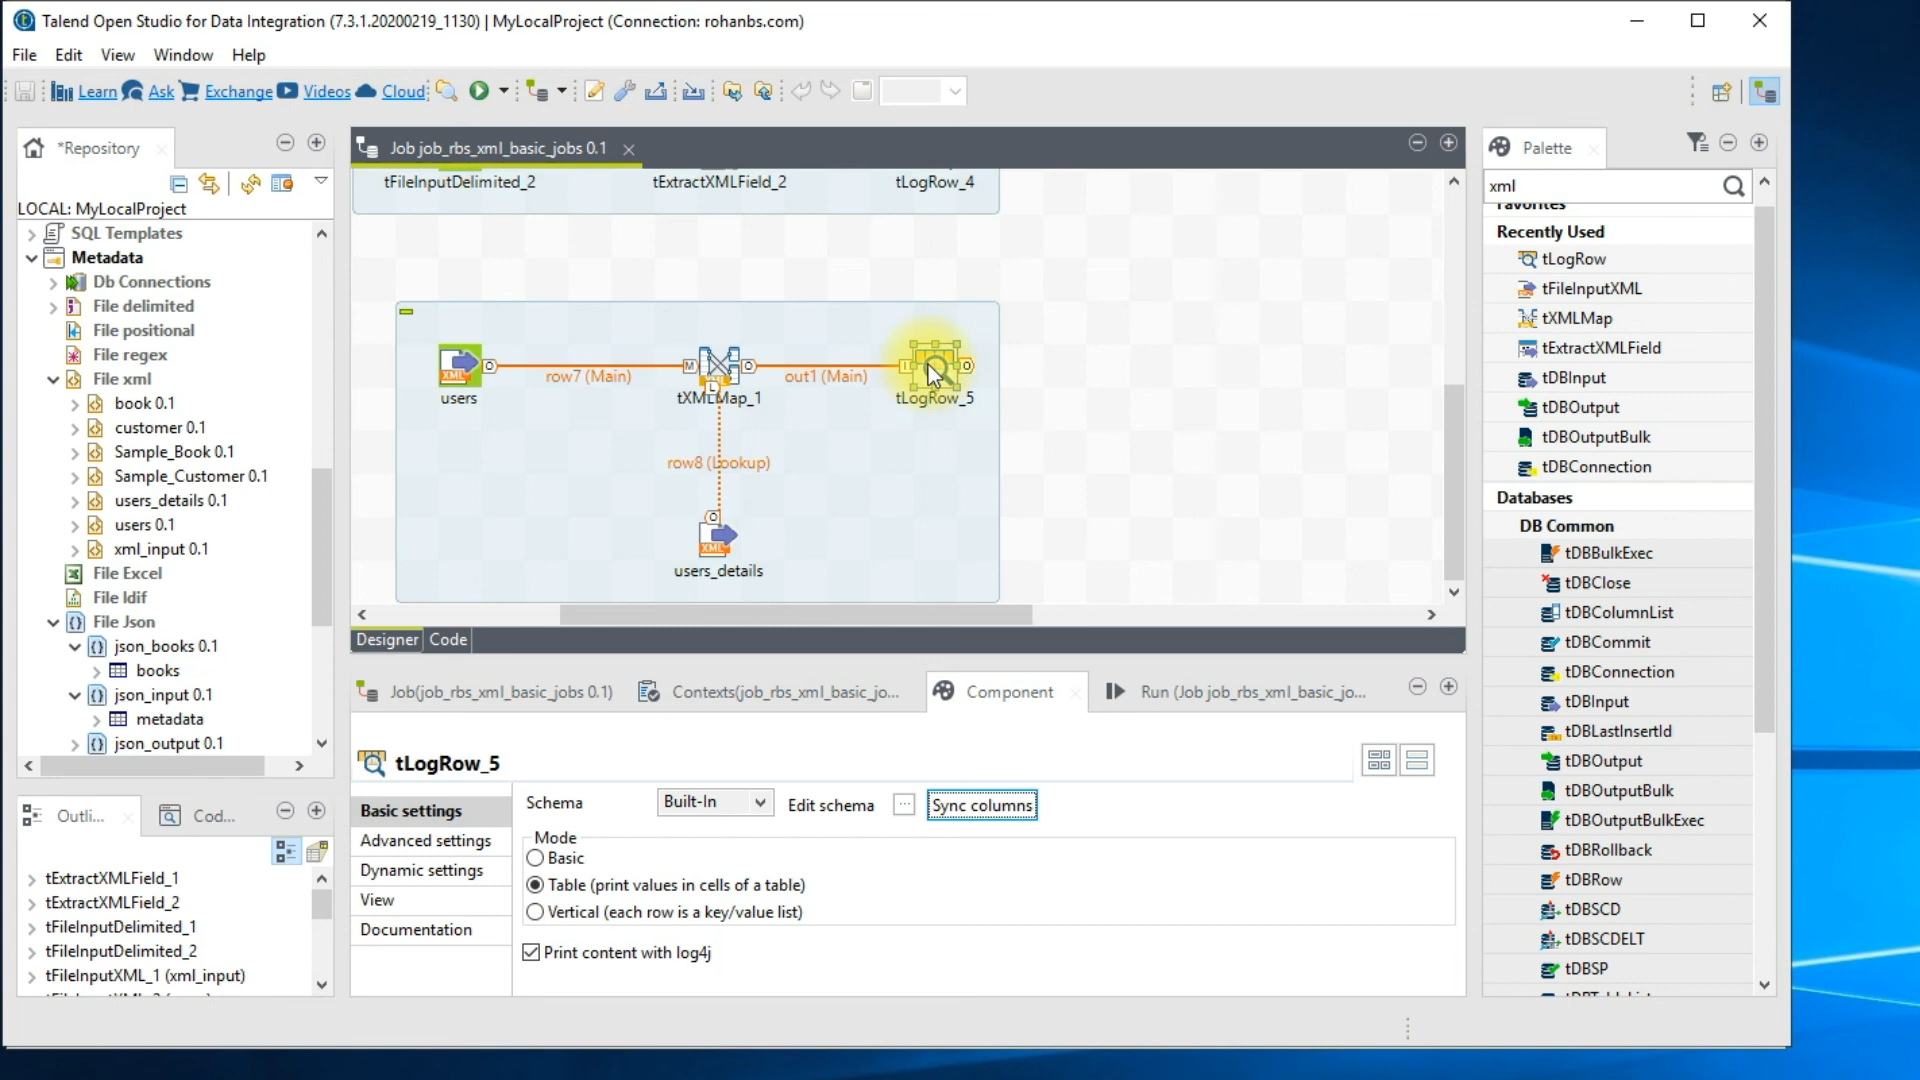 Talend Open Studio for Data Integration (7.3.1.20200219_1130) | MyLocalProject (Connection: rohanbs.com)
File Edit View Window Help
Learn Ask Exchange Videos Cloud
*Repository
LOCAL: MyLocalProject
SQL Templates
Metadata
Db Connections
File delimited
File positional
File regex
File xml
book 0.1
customer 0.1
Sample_Book 0.1
Sample_Customer 0.1
users_details 0.1
users 0.1
xml_input 0.1
File Excel
File ldif
File Json
json_books 0.1
books
json_input 0.1
metadata
json_output 0.1
Outli... Cod...
tExtractXMLField_1
tExtractXMLField_2
tFileInputDelimited_1
tFileInputDelimited_2
tFileInputXML_1 (xml_input)
Job job_rbs_xml_basic_jobs 0.1
tFileInputDelimited_2 tExtractXMLField_2 tLogRow_4
row7 (Main) out1 (Main)
users tXMLMap_1 tLogRow_5
row8 (Lookup)
users_details
Designer Code
Job(job_rbs_xml_basic_jobs 0.1) Contexts(job_rbs_xml_basic_jo... Component Run (Job job_rbs_xml_basic_jo...
tLogRow_5
Basic settings
Advanced settings
Dynamic settings
View
Documentation
Schema Built-In Edit schema ... Sync columns
Mode
Basic
Table (print values in cells of a table)
Vertical (each row is a key/value list)
Print content with log4j
Palette
xml
Favorites
Recently Used
tLogRow
tFileInputXML
tXMLMap
tExtractXMLField
tDBInput
tDBOutput
tDBOutputBulk
tDBConnection
Databases
DB Common
tDBBulkExec
tDBClose
tDBColumnList
tDBCommit
tDBConnection
tDBInput
tDBLastInsertId
tDBOutput
tDBOutputBulk
tDBOutputBulkExec
tDBRollback
tDBRow
tDBSCD
tDBSCDELT
tDBSP